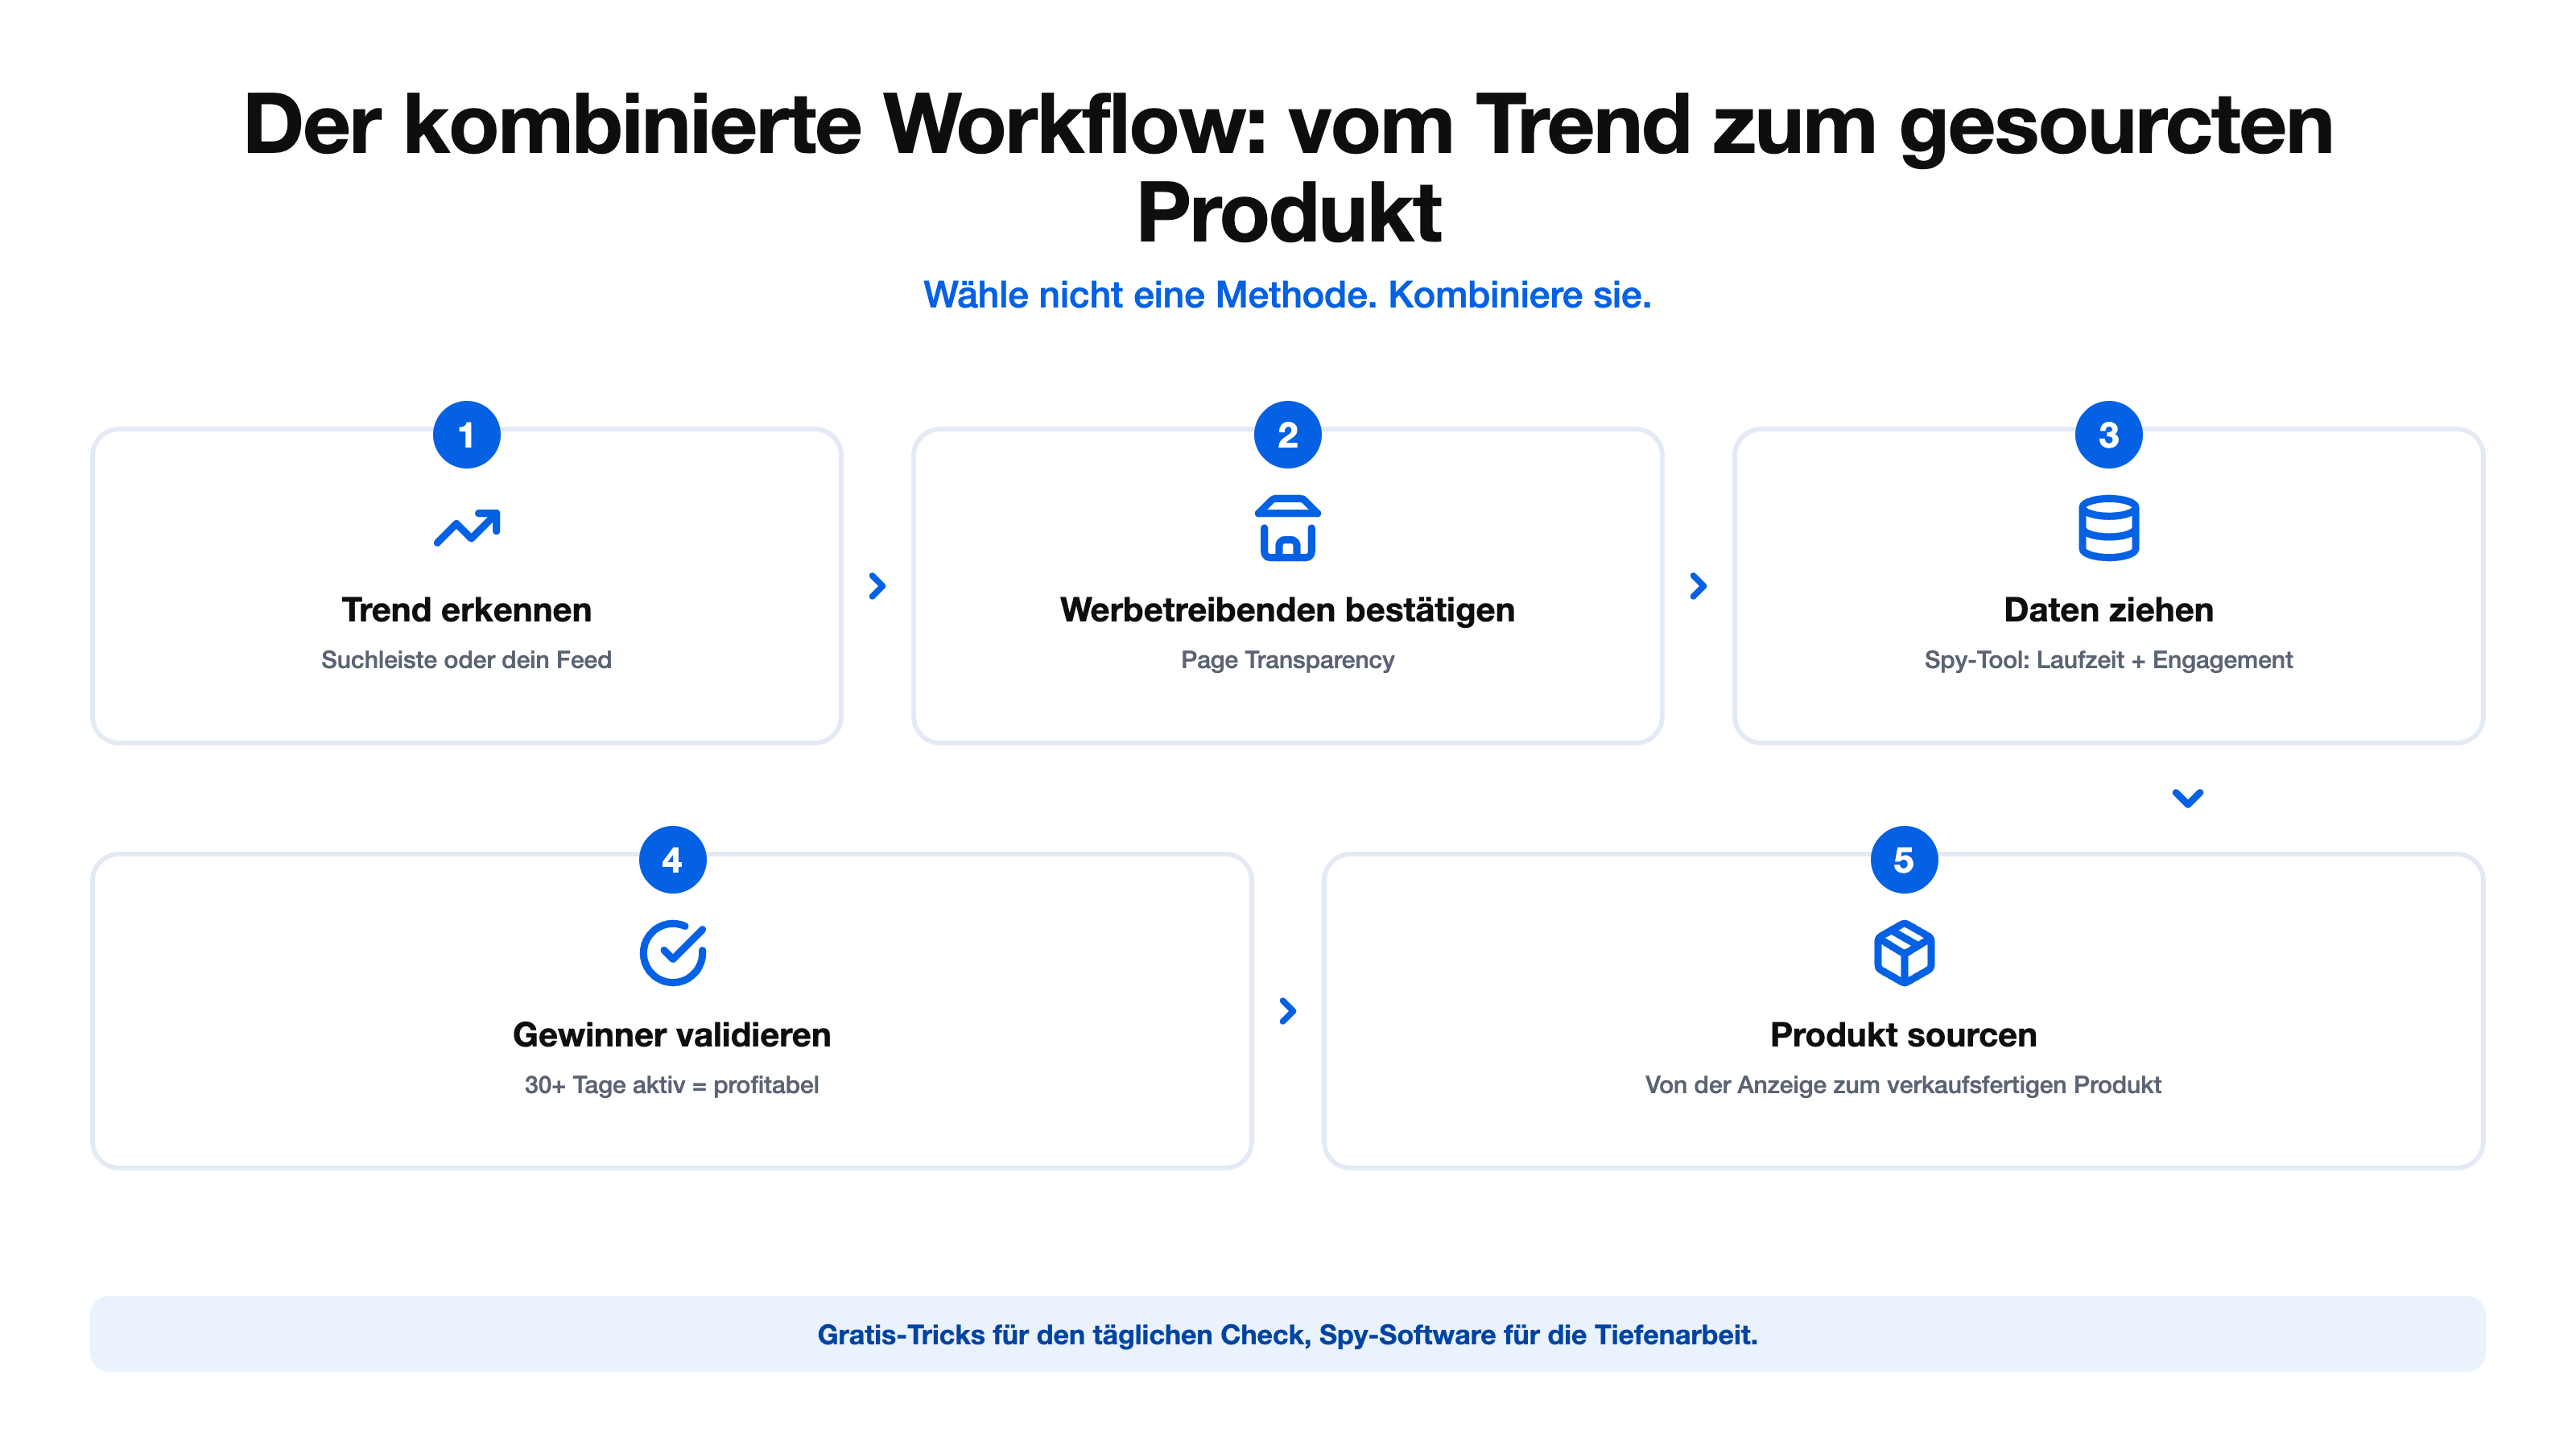 Der kombinierte Workflow: vom Trend zum gesourcten
Produkt
Wähle nicht eine Methode. Kombiniere sie.
1
Trend erkennen
Suchleiste oder dein Feed
2
Werbetreibenden bestätigen
Page Transparency
3
Daten ziehen
Spy-Tool: Laufzeit + Engagement
4
Gewinner validieren
30+ Tage aktiv = profitabel
5
Produkt sourcen
Von der Anzeige zum verkaufsfertigen Produkt
Gratis-Tricks für den täglichen Check, Spy-Software für die Tiefenarbeit.